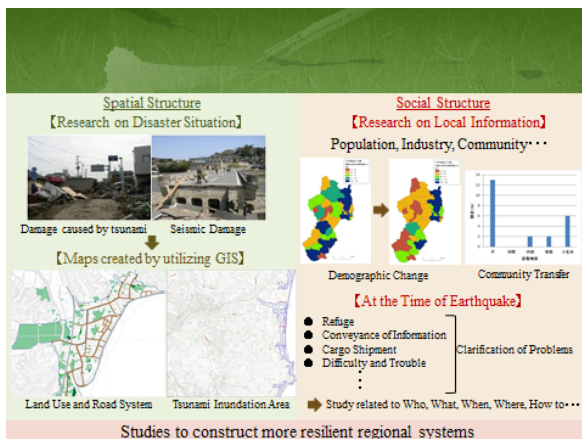 Spatial Structure
【Research on Disaster Situation】
Damage caused by tsunami
Seismic Damage
【Maps created by utilizing GIS】
Land Use and Road System
Tsunami Inundation Area
Social Structure
【Research on Local Information】
Population, Industry, Community・・・
Demographic Change
Community Transfer
【At the Time of Earthquake】
● Refuge
● Conveyance of Information
● Cargo Shipment
● Difficulty and Trouble
⋮
Clarification of Problems
Study related to Who, What, When, Where, How to・・・
Studies to construct more resilient regional systems